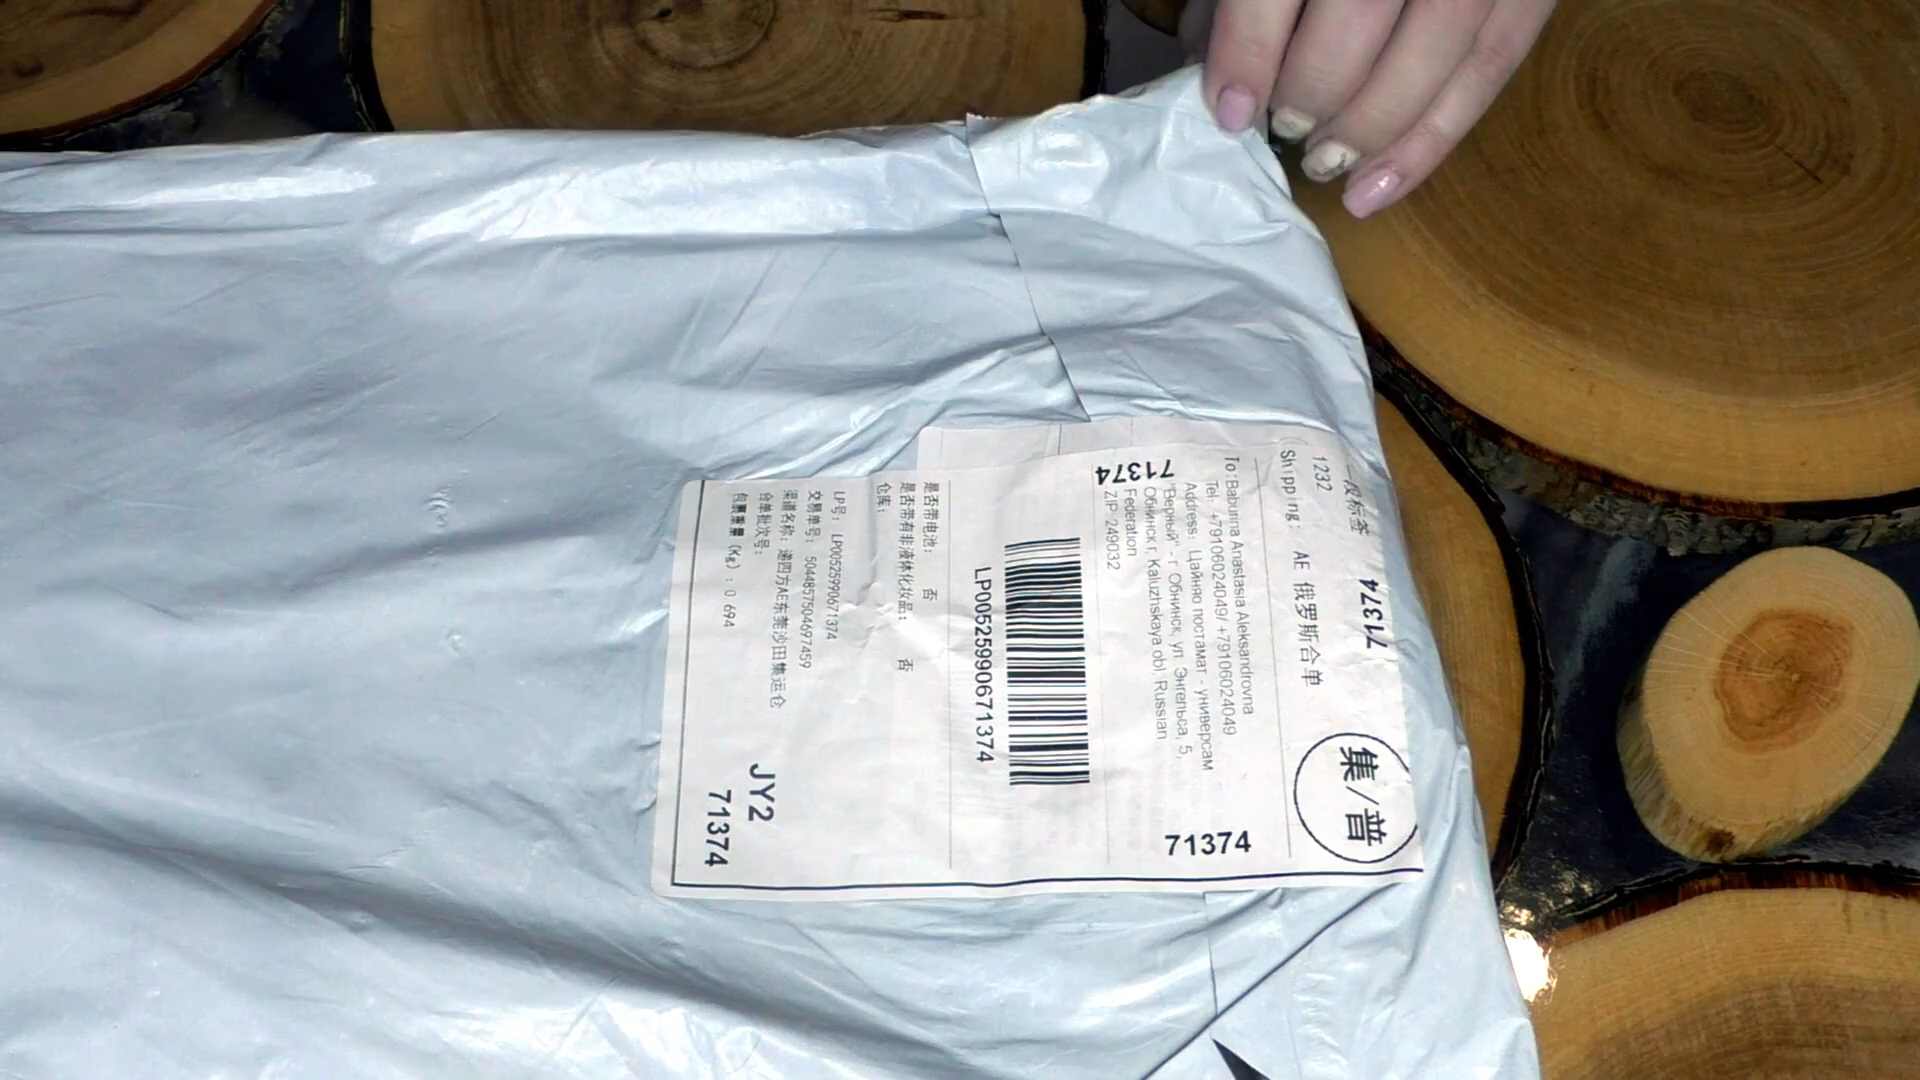 一段标签 71374
1232
Shipping: AE 俄罗斯合单
集/普
To:Baburina Anastasia Aleksandrovna
Tel: +79106024049/ +79106024049
Address: Цайняо постамат - универсам
"Верный" - г Обнинск, ул Энгельса, 5,
Обнинск г, Kaluzhskaya obl, Russian
Federation
ZIP 249032
71374
71374
LP00525990671374
是否带电池: 否
是否带有非液体化妆品: 否
仓库:
LP号: LP00525990671374
交易单号: 5044857504697459
渠道名称: 递四方AE东莞沙田集运仓
合单批次号:
包裹重量 (Kg) : 0.694
JY2
71374